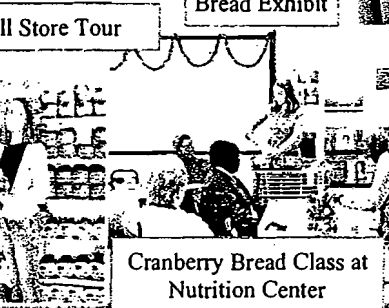 Bread Exhibit
ll Store Tour
Cranberry Bread Class at
Nutrition Center